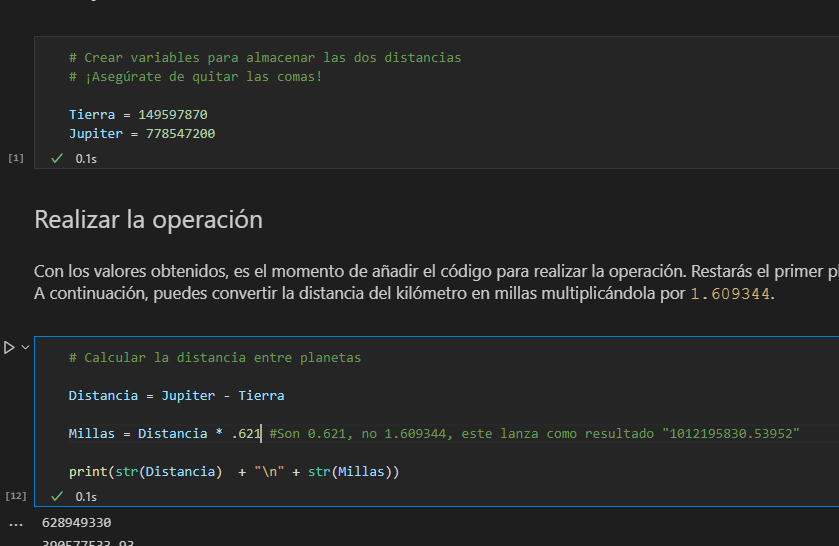 # Crear variables para almacenar las dos distancias
# ¡Asegúrate de quitar las comas!
Tierra = 149597870
Jupiter = 778547200
[1]
0.1s
Realizar la operación
Con los valores obtenidos, es el momento de añadir el código para realizar la operación. Restarás el primer
A continuación, puedes convertir la distancia del kilómetro en millas multiplicándola por 1.609344.
# Calcular la distancia entre planetas
Distancia = Jupiter - Tierra
Millas = Distancia * .621 #Son 0.621, no 1.609344, este lanza como resultado "1012195830.53952"
print(str(Distancia)  + "\n" + str(Millas))
[12]
0.1s
...
628949330
390577533.93